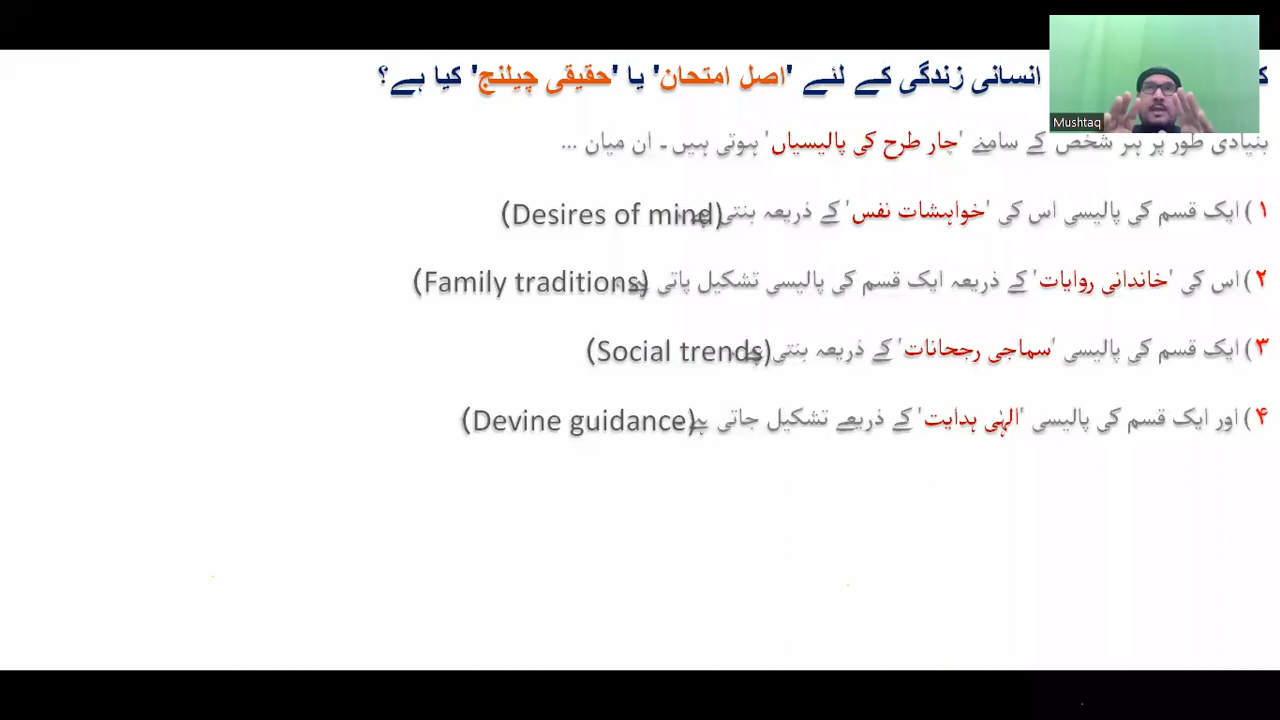 انسانی زندگی کے لئے 'اصل امتحان' یا 'حقیقی چیلنج' کیا ہے؟
Mushtaq
بنیادی طور پر ہر شخص کے سامنے 'چار طرح کی پالیسیاں' ہوتی ہیں۔ ان میان ...
۱) ایک قسم کی پالیسی اس کی 'خواہشات نفس' کے ذریعہ بنتی ہے۔ (Desires of mind)
۲) اس کی 'خاندانی روایات' کے ذریعہ ایک قسم کی پالیسی تشکیل پاتی ہے۔ (Family traditions)
۳) ایک قسم کی پالیسی 'سماجی رجحانات' کے ذریعہ بنتی ہے۔ (Social trends)
۴) اور ایک قسم کی پالیسی 'الہٰی ہدایت' کے ذریعے تشکیل جاتی ہے (Devine guidance)